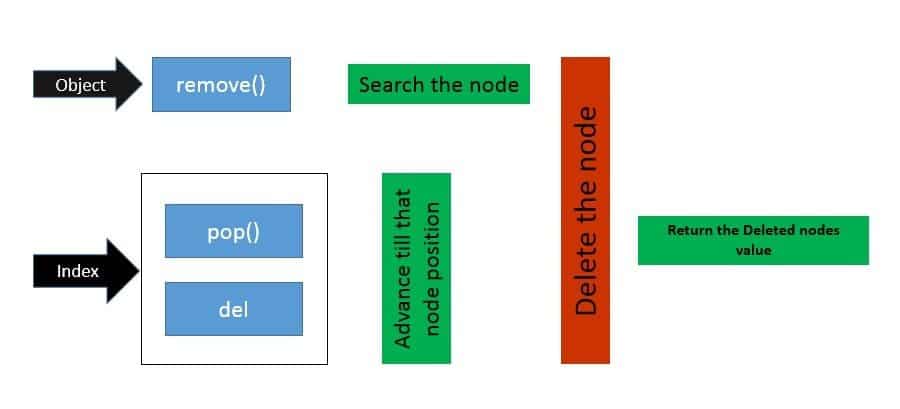 Object
remove()
Search the node
Index
pop()
del
Advance till that
node position
Delete the node
Return the Deleted nodes
value